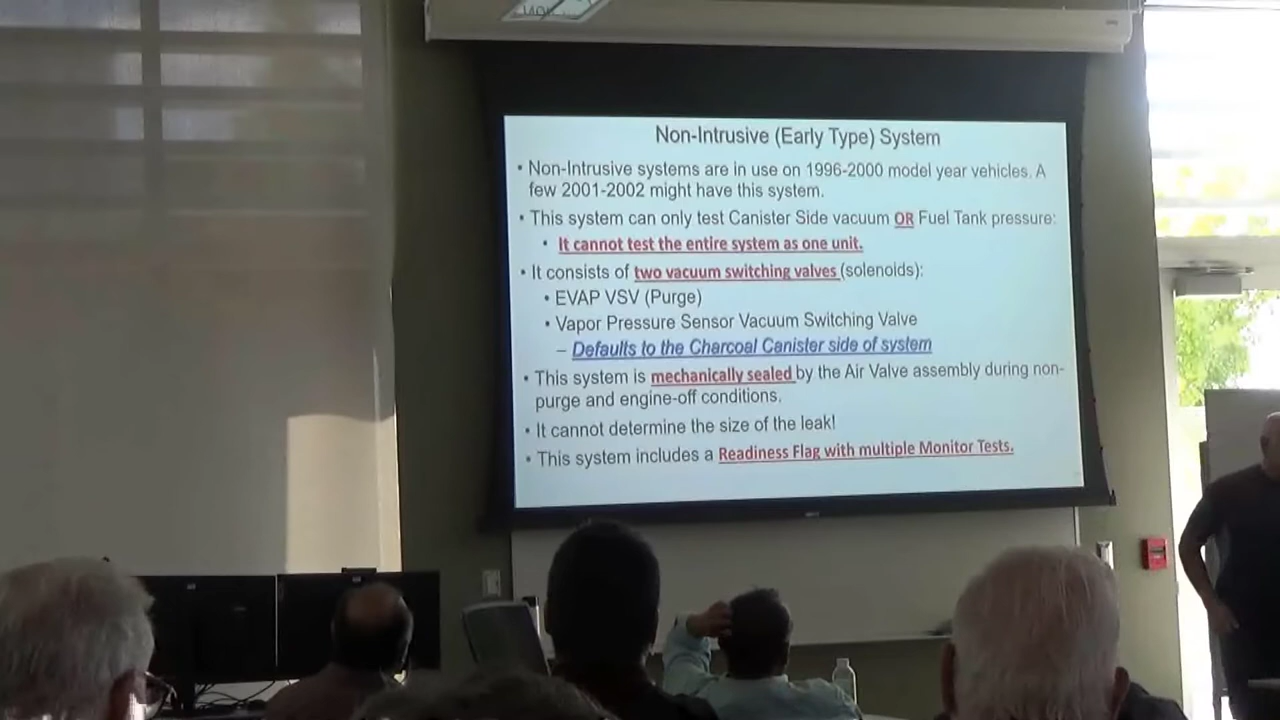 Non-Intrusive (Early Type) System
• Non-Intrusive systems are in use on 1996-2000 model year vehicles. A
few 2001-2002 might have this system.
• This system can only test Canister Side vacuum OR Fuel Tank pressure:
• It cannot test the entire system as one unit.
• It consists of two vacuum switching valves (solenoids):
• EVAP VSV (Purge)
• Vapor Pressure Sensor Vacuum Switching Valve
– Defaults to the Charcoal Canister side of system
• This system is mechanically sealed by the Air Valve assembly during non-
purge and engine-off conditions.
• It cannot determine the size of the leak!
• This system includes a Readiness Flag with multiple Monitor Tests.